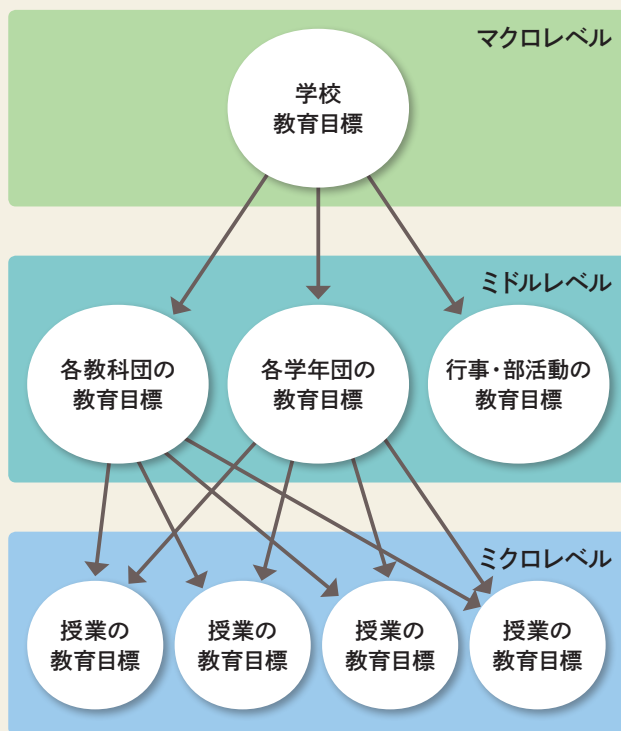 マクロレベル
学校
教育目標
ミドルレベル
各教科団の
教育目標
各学年団の
教育目標
行事・部活動の
教育目標
ミクロレベル
授業の
教育目標
授業の
教育目標
授業の
教育目標
授業の
教育目標